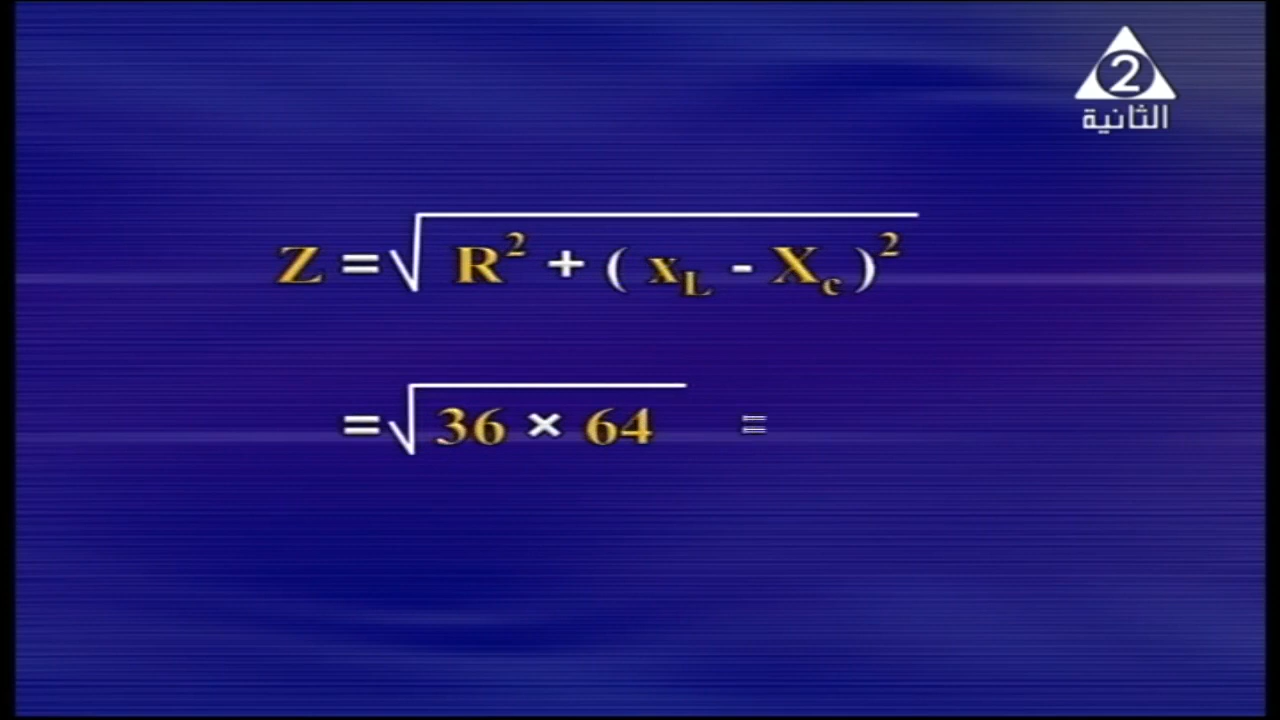 2
الثانية
Z = √ R² + ( x_L - X_c )²
= √ 36 × 64 =